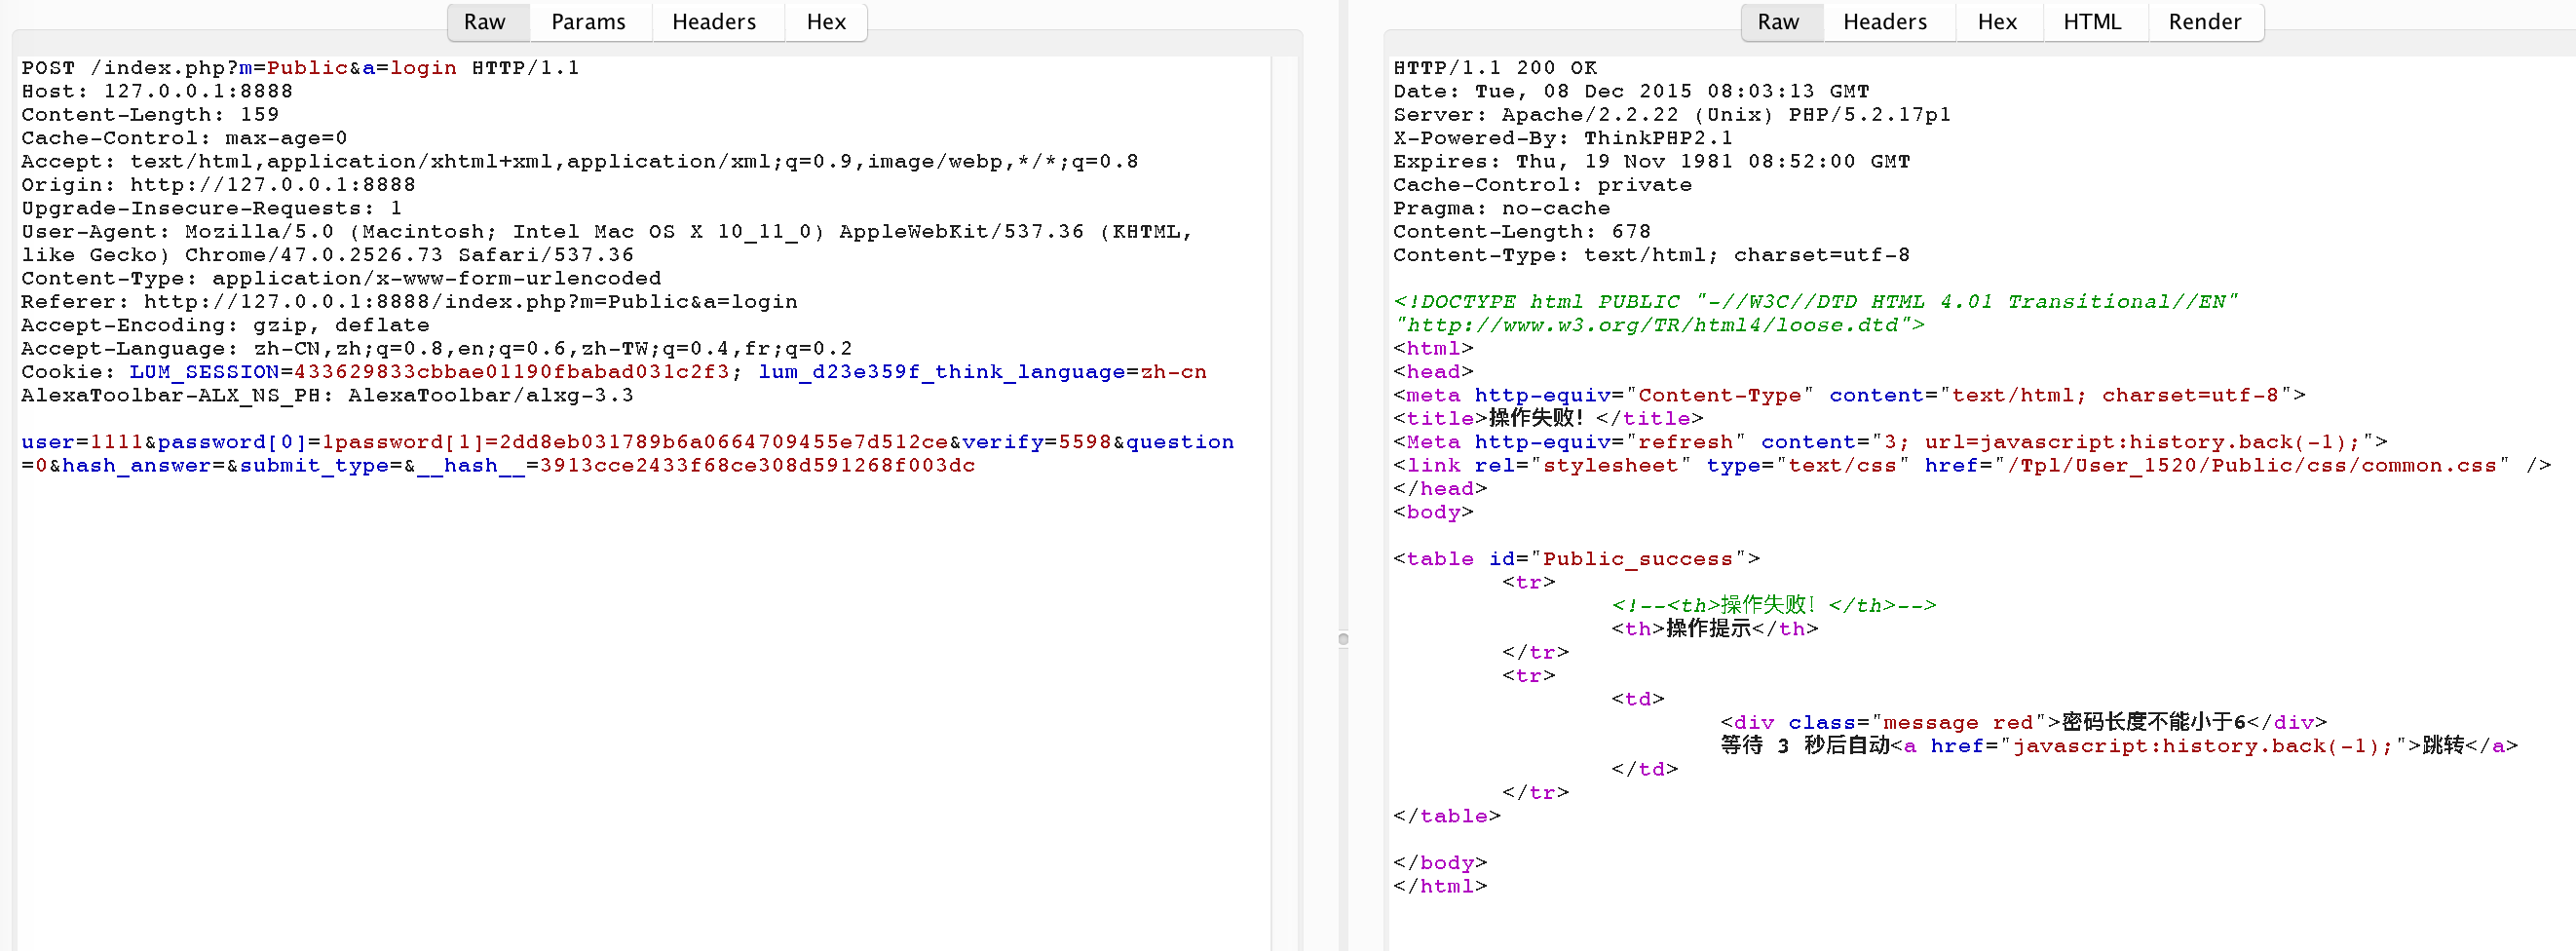 Raw Params Headers Hex
POST /index.php?m=Public&a=login HTTP/1.1
Host: 127.0.0.1:8888
Content-Length: 159
Cache-Control: max-age=0
Accept: text/html,application/xhtml+xml,application/xml;q=0.9,image/webp,*/*;q=0.8
Origin: http://127.0.0.1:8888
Upgrade-Insecure-Requests: 1
User-Agent: Mozilla/5.0 (Macintosh; Intel Mac OS X 10_11_0) AppleWebKit/537.36 (KHTML,
like Gecko) Chrome/47.0.2526.73 Safari/537.36
Content-Type: application/x-www-form-urlencoded
Referer: http://127.0.0.1:8888/index.php?m=Public&a=login
Accept-Encoding: gzip, deflate
Accept-Language: zh-CN,zh;q=0.8,en;q=0.6,zh-TW;q=0.4,fr;q=0.2
Cookie: LUM_SESSION=433629833cbbae01190fbabad031c2f3; lum_d23e359f_think_language=zh-cn
AlexaToolbar-ALX_NS_PH: AlexaToolbar/alxg-3.3
user=1111&password[0]=1password[1]=2dd8eb031789b6a0664709455e7d512ce&verify=5598&question
=0&hash_answer=&submit_type=&__hash__=3913cce2433f68ce308d591268f003dc
Raw Headers Hex HTML Render
HTTP/1.1 200 OK
Date: Tue, 08 Dec 2015 08:03:13 GMT
Server: Apache/2.2.22 (Unix) PHP/5.2.17p1
X-Powered-By: ThinkPHP2.1
Expires: Thu, 19 Nov 1981 08:52:00 GMT
Cache-Control: private
Pragma: no-cache
Content-Length: 678
Content-Type: text/html; charset=utf-8
<!DOCTYPE html PUBLIC "-//W3C//DTD HTML 4.01 Transitional//EN"
"http://www.w3.org/TR/html4/loose.dtd">
<html>
<head>
<meta http-equiv="Content-Type" content="text/html; charset=utf-8">
<title>操作失败！</title>
<Meta http-equiv="refresh" content="3; url=javascript:history.back(-1);">
<link rel="stylesheet" type="text/css" href="/Tpl/User_1520/Public/css/common.css" />
</head>
<body>
<table id="Public_success">
<tr>
<!--<th>操作失败！</th>-->
<th>操作提示</th>
</tr>
<tr>
<td>
<div class="message red">密码长度不能小于6</div>
等待 3 秒后自动<a href="javascript:history.back(-1);">跳转</a>
</td>
</tr>
</table>
</body>
</html>